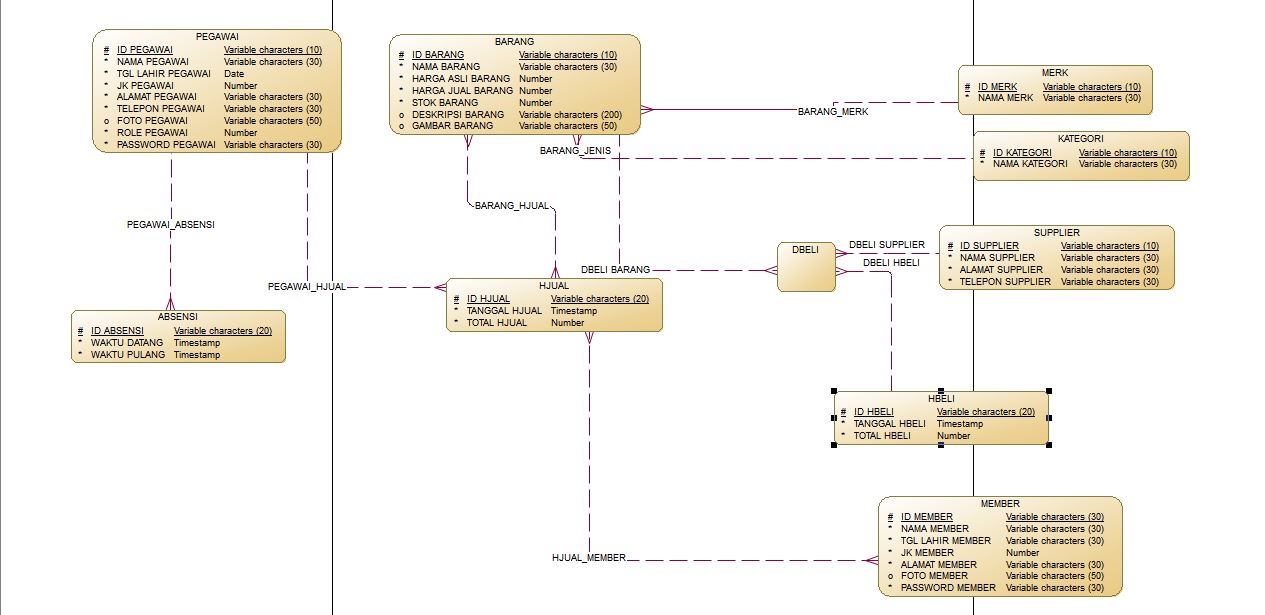 PEGAWAI
# ID PEGAWAI Variable characters (10)
* NAMA PEGAWAI Variable characters (30)
* TGL LAHIR PEGAWAI Date
* JK PEGAWAI Number
* ALAMAT PEGAWAI Variable characters (30)
* TELEPON PEGAWAI Variable characters (30)
o FOTO PEGAWAI Variable characters (50)
* ROLE PEGAWAI Number
* PASSWORD PEGAWAI Variable characters (30)
BARANG
# ID BARANG Variable characters (10)
* NAMA BARANG Variable characters (30)
* HARGA ASLI BARANG Number
* HARGA JUAL BARANG Number
* STOK BARANG Number
o DESKRIPSI BARANG Variable characters (200)
o GAMBAR BARANG Variable characters (50)
MERK
# ID MERK Variable characters (10)
* NAMA MERK Variable characters (30)
BARANG_MERK
KATEGORI
# ID KATEGORI Variable characters (10)
* NAMA KATEGORI Variable characters (30)
BARANG_JENIS
BARANG_HJUAL
PEGAWAI_ABSENSI
SUPPLIER
# ID SUPPLIER Variable characters (10)
* NAMA SUPPLIER Variable characters (30)
* ALAMAT SUPPLIER Variable characters (30)
* TELEPON SUPPLIER Variable characters (30)
DBELI
DBELI SUPPLIER
DBELI HBELI
DBELI BARANG
PEGAWAI_HJUAL
HJUAL
# ID HJUAL Variable characters (20)
* TANGGAL HJUAL Timestamp
* TOTAL HJUAL Number
ABSENSI
# ID ABSENSI Variable characters (20)
* WAKTU DATANG Timestamp
* WAKTU PULANG Timestamp
HBELI
# ID HBELI Variable characters (20)
* TANGGAL HBELI Timestamp
* TOTAL HBELI Number
HJUAL_MEMBER
MEMBER
# ID MEMBER Variable characters (30)
* NAMA MEMBER Variable characters (30)
* TGL LAHIR MEMBER Variable characters (30)
* JK MEMBER Number
* ALAMAT MEMBER Variable characters (30)
o FOTO MEMBER Variable characters (50)
* PASSWORD MEMBER Variable characters (30)